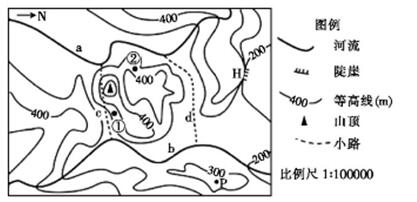 N
400
200
a
②
400
H
400
c
d
①
400
b
200
300
P
图例
河流
陡崖
400 等高线(m)
山顶
小路
比例尺 1:100000